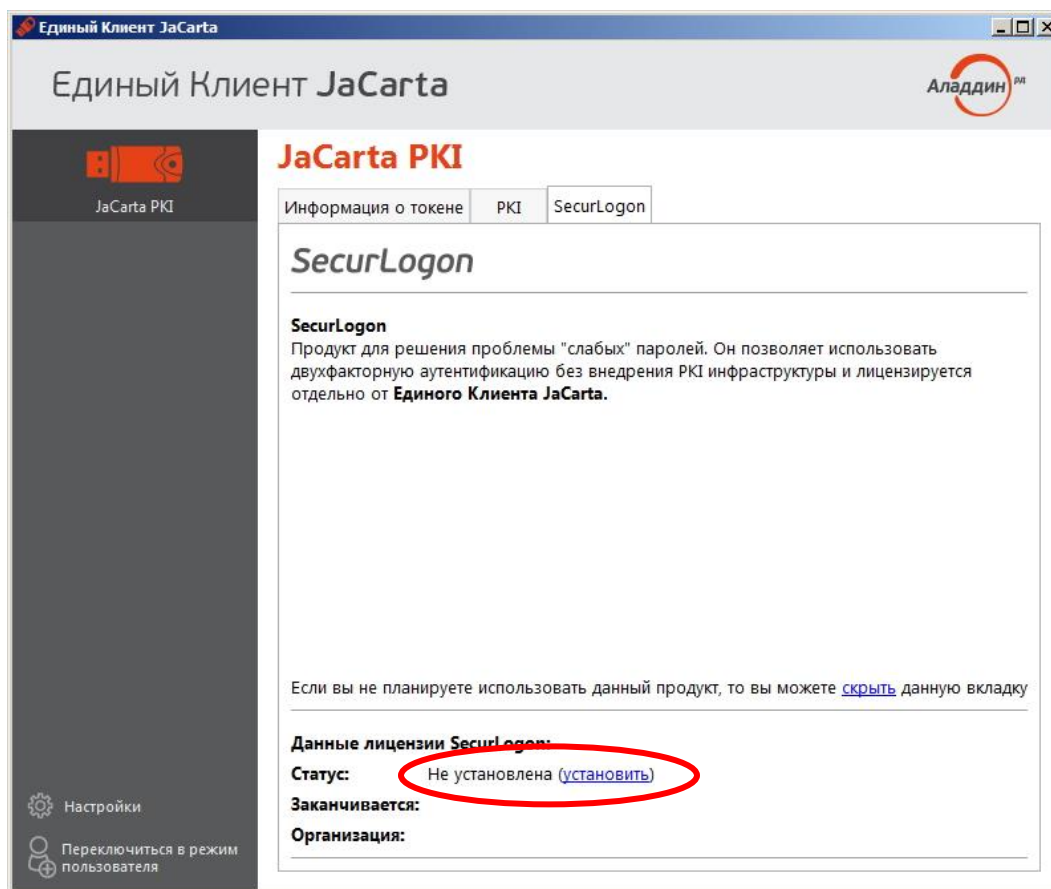 Единый Клиент JaCarta
Единый Клиент JaCarta
Аладдин РД
JaCarta PKI
JaCarta PKI
Информация о токене PKI SecurLogon
SecurLogon
SecurLogon
Продукт для решения проблемы "слабых" паролей. Он позволяет использовать
двухфакторную аутентификацию без внедрения PKI инфраструктуры и лицензируется
отдельно от Единого Клиента JaCarta.
Если вы не планируете использовать данный продукт, то вы можете скрыть данную вкладку
Данные лицензии SecurLogon:
Статус: Не установлена (установить)
Заканчивается:
Организация:
Настройки
Переключиться в режим
пользователя